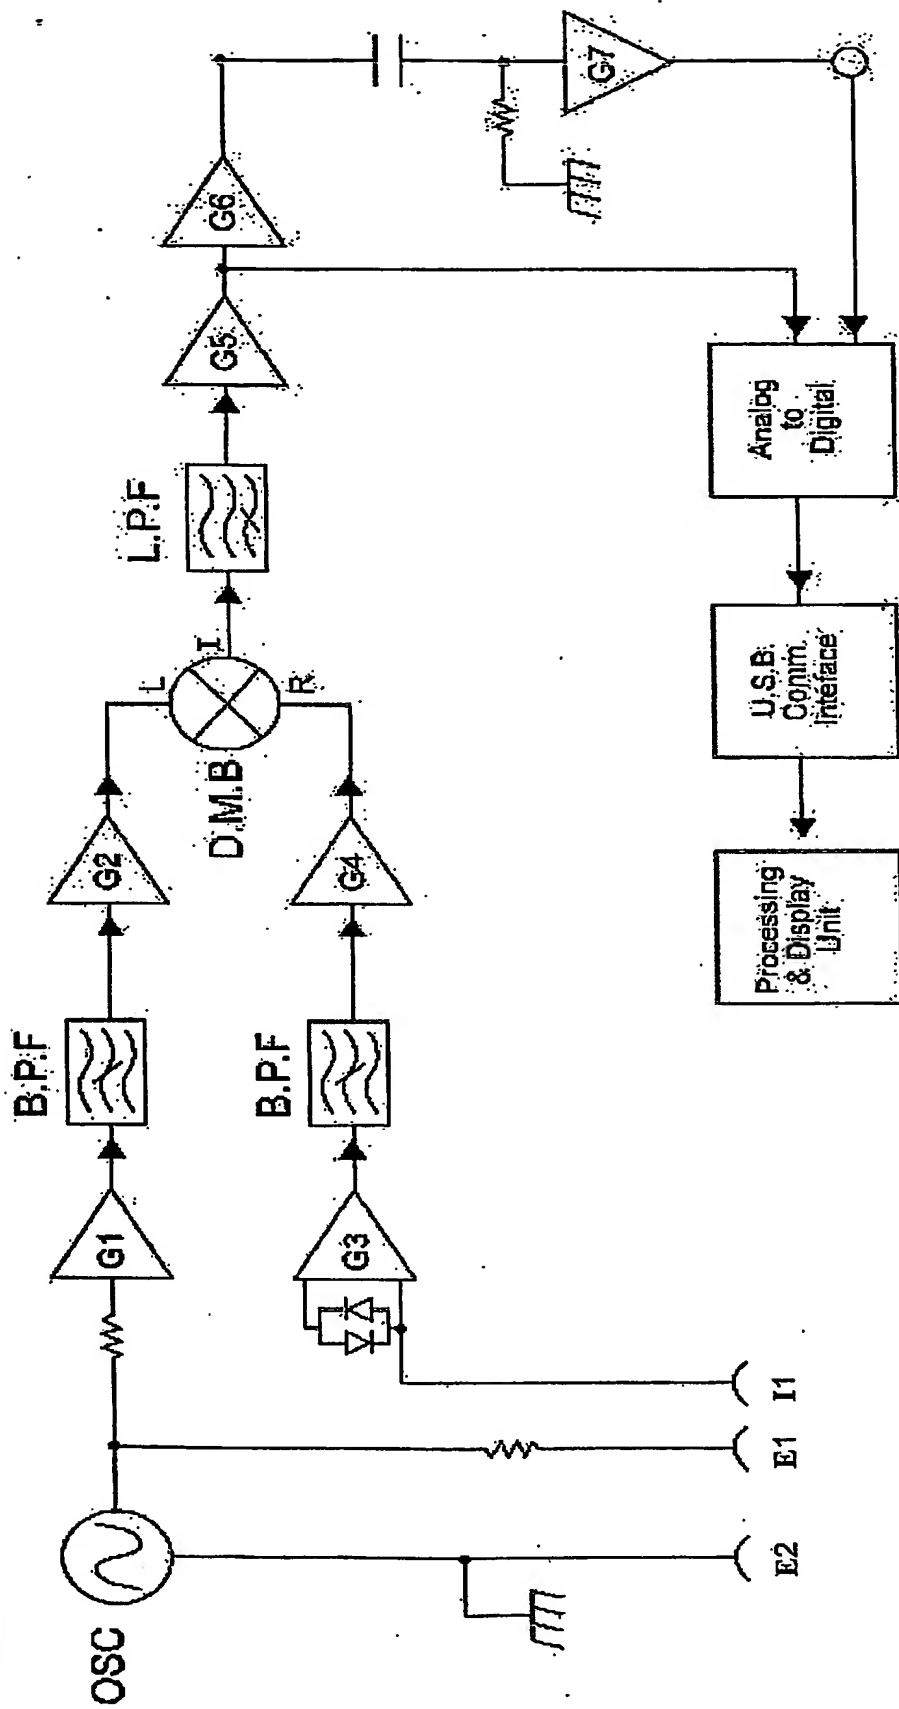 OSC
G1
B.P.F
G2
L
D.M.B
I
R
L.P.F
G5
G6
G7
G3
B.P.F
G4
E2
E1
I1
Processing
& Display
Unit
U.S.B.
Comm.
Inteface
Analog
to
Digital